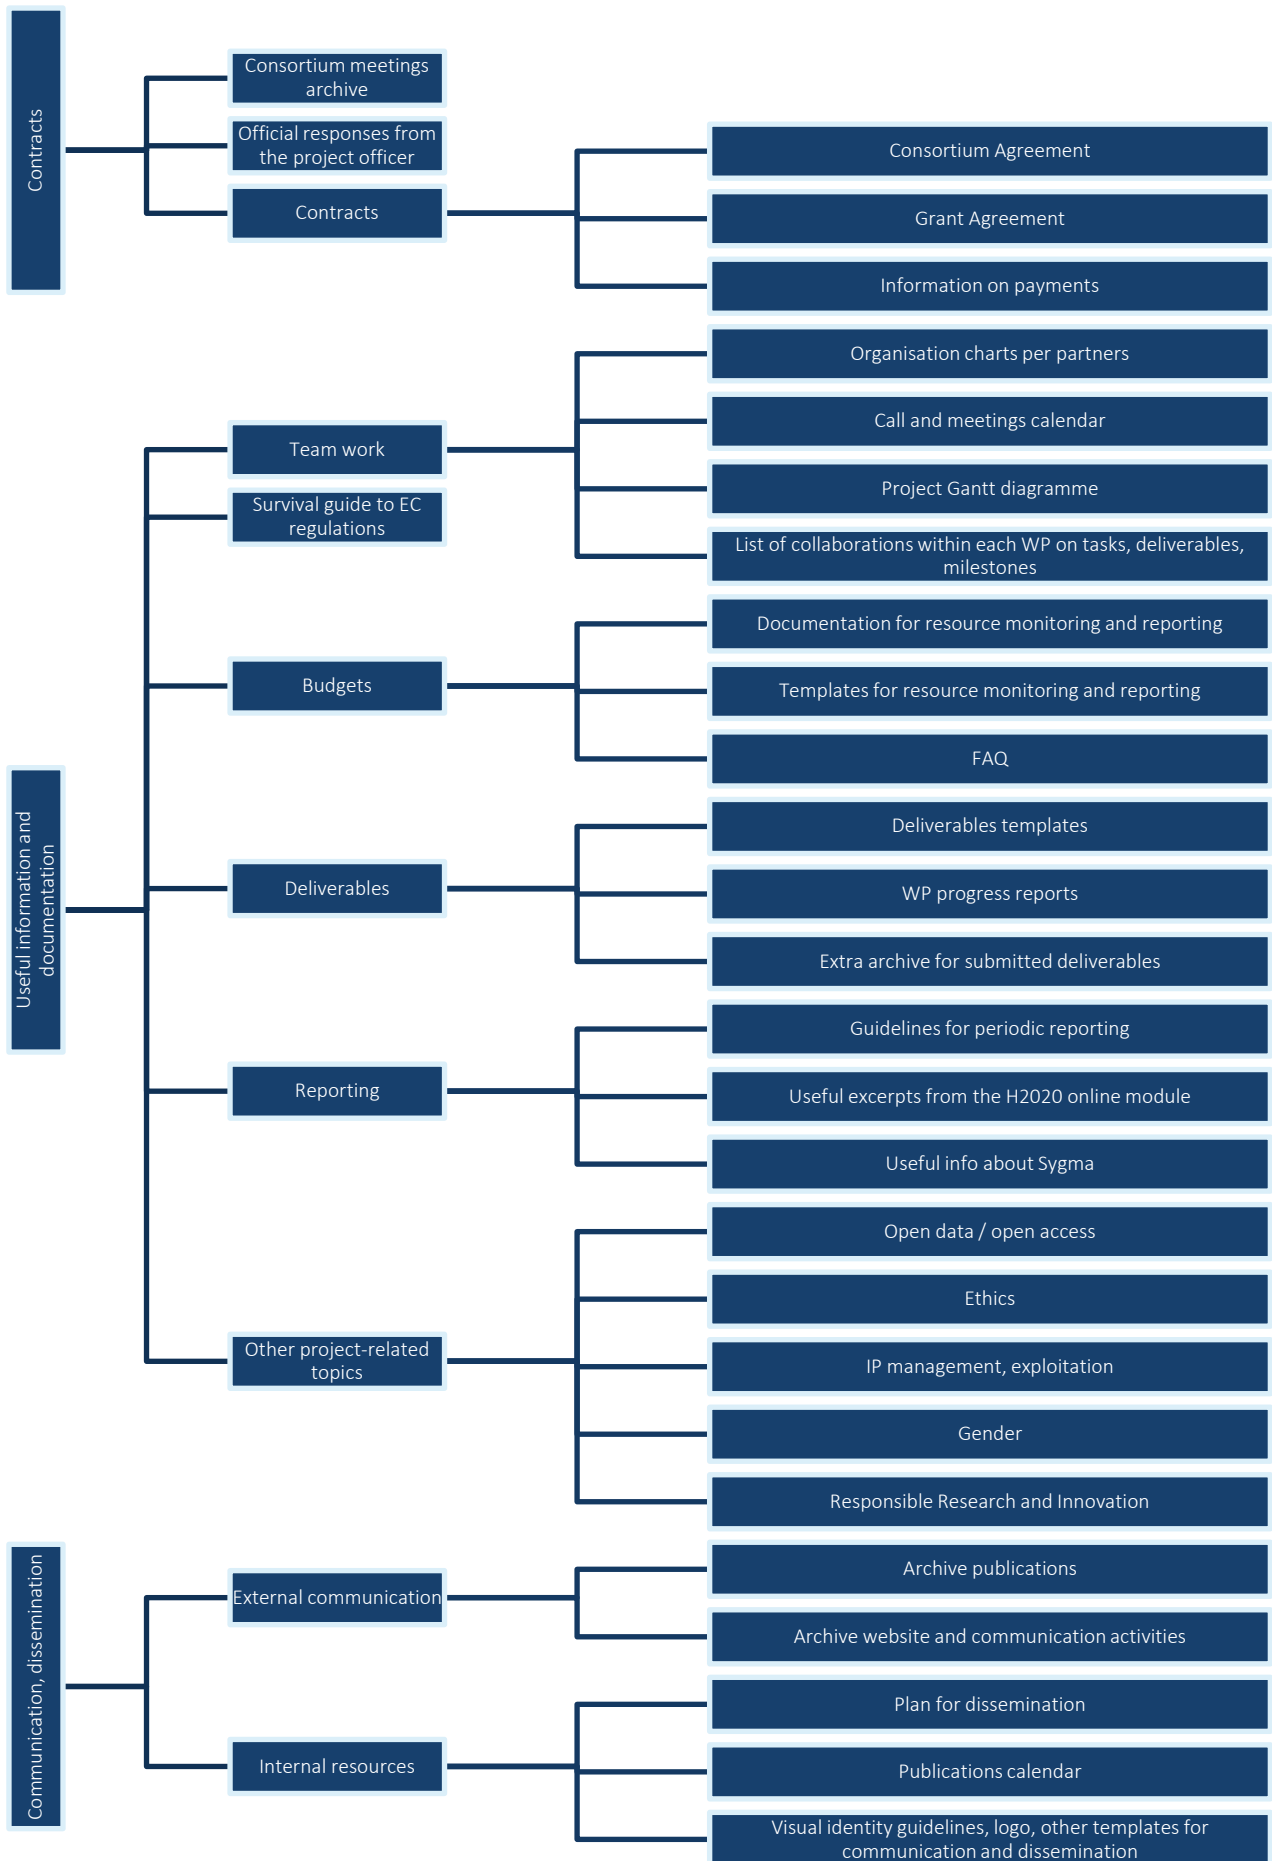 Contracts
Consortium meetings
archive
Official responses from
the project officer
Contracts
Consortium Agreement
Grant Agreement
Information on payments
Useful information and
documentation
Team work
Organisation charts per partners
Call and meetings calendar
Project Gantt diagramme
List of collaborations within each WP on tasks, deliverables,
milestones
Survival guide to EC
regulations
Budgets
Documentation for resource monitoring and reporting
Templates for resource monitoring and reporting
FAQ
Deliverables
Deliverables templates
WP progress reports
Extra archive for submitted deliverables
Reporting
Guidelines for periodic reporting
Useful excerpts from the H2020 online module
Useful info about Sygma
Other project-related
topics
Open data / open access
Ethics
IP management, exploitation
Gender
Responsible Research and Innovation
Communication, dissemination
External communication
Archive publications
Archive website and communication activities
Internal resources
Plan for dissemination
Publications calendar
Visual identity guidelines, logo, other templates for
communication and dissemination